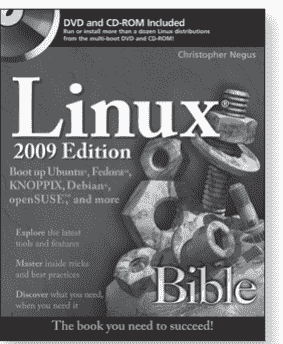 DVD and CD-ROM Included
Run or install more than a dozen Linux distributions
from the multi-boot DVD and CD-ROM!
Christopher Negus
Linux®
2009 Edition
Boot up Ubuntu®, Fedora®,
KNOPPIX, Debian®,
openSUSE,™ and more
Explore the latest
tools and features
Master inside tricks
and best practices
Discover what you need,
when you need it
Bible
The book you need to succeed!